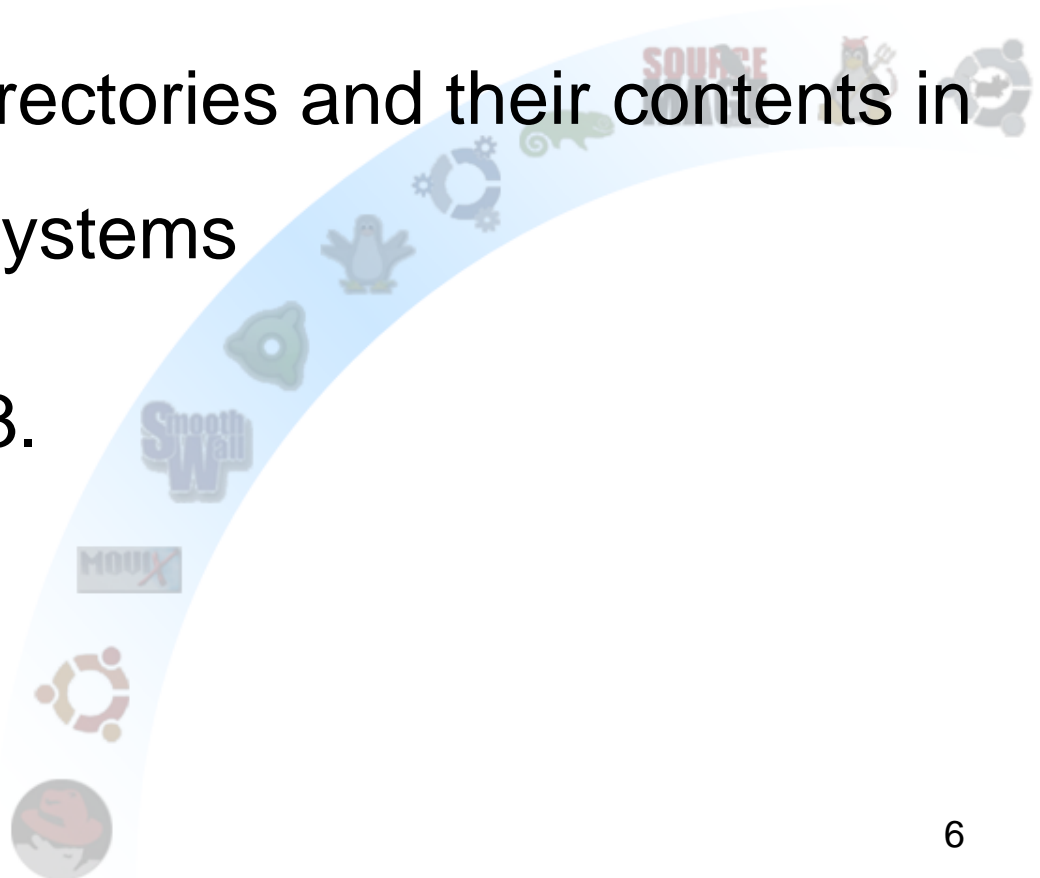 rectories and their contents in
ystems
3.
SOURCE
Smooth
Wall
MOVIX
6